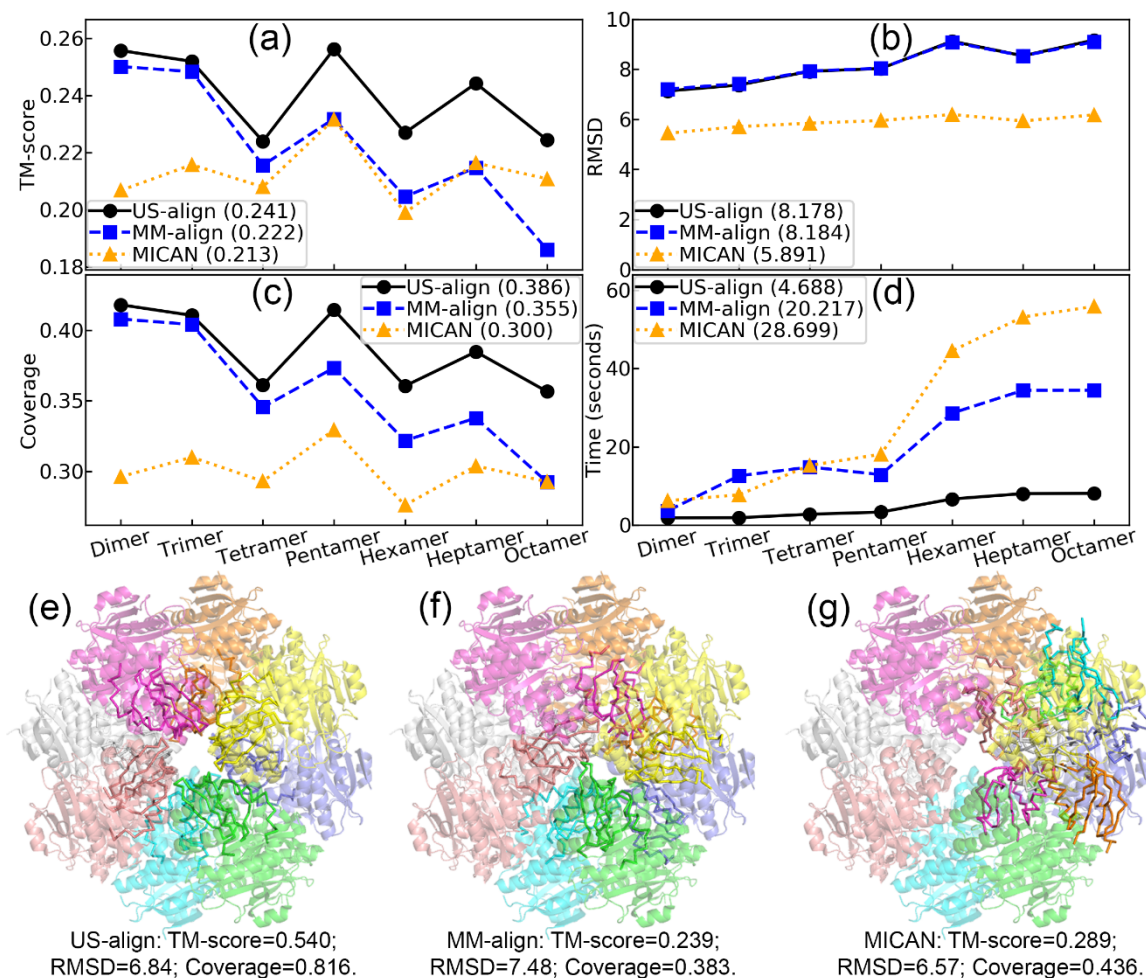 (a)
TM-score
0.26
0.24
0.22
0.20
0.18
US-align (0.241)
MM-align (0.222)
MICAN (0.213)
(b)
RMSD
10
8
6
4
2
0
US-align (8.178)
MM-align (8.184)
MICAN (5.891)
(c)
Coverage
0.40
0.35
0.30
US-align (0.386)
MM-align (0.355)
MICAN (0.300)
Dimer
Trimer
Tetramer
Pentamer
Hexamer
Heptamer
Octamer
(d)
Time (seconds)
60
40
20
0
US-align (4.688)
MM-align (20.217)
MICAN (28.699)
Dimer
Trimer
Tetramer
Pentamer
Hexamer
Heptamer
Octamer
(e)
US-align: TM-score=0.540;
RMSD=6.84; Coverage=0.816.
(f)
MM-align: TM-score=0.239;
RMSD=7.48; Coverage=0.383.
(g)
MICAN: TM-score=0.289;
RMSD=6.57; Coverage=0.436.